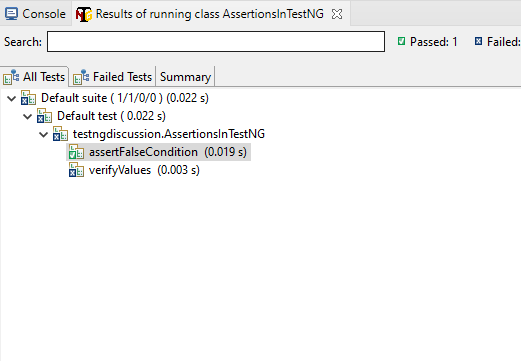 Console Results of running class AssertionsInTestNG
Search: Passed: 1 Failed:
All Tests Failed Tests Summary
Default suite ( 1/1/0/0 ) (0.022 s)
Default test ( 0.022 s)
testngdiscussion.AssertionsInTestNG
assertFalseCondition (0.019 s)
verifyValues (0.003 s)